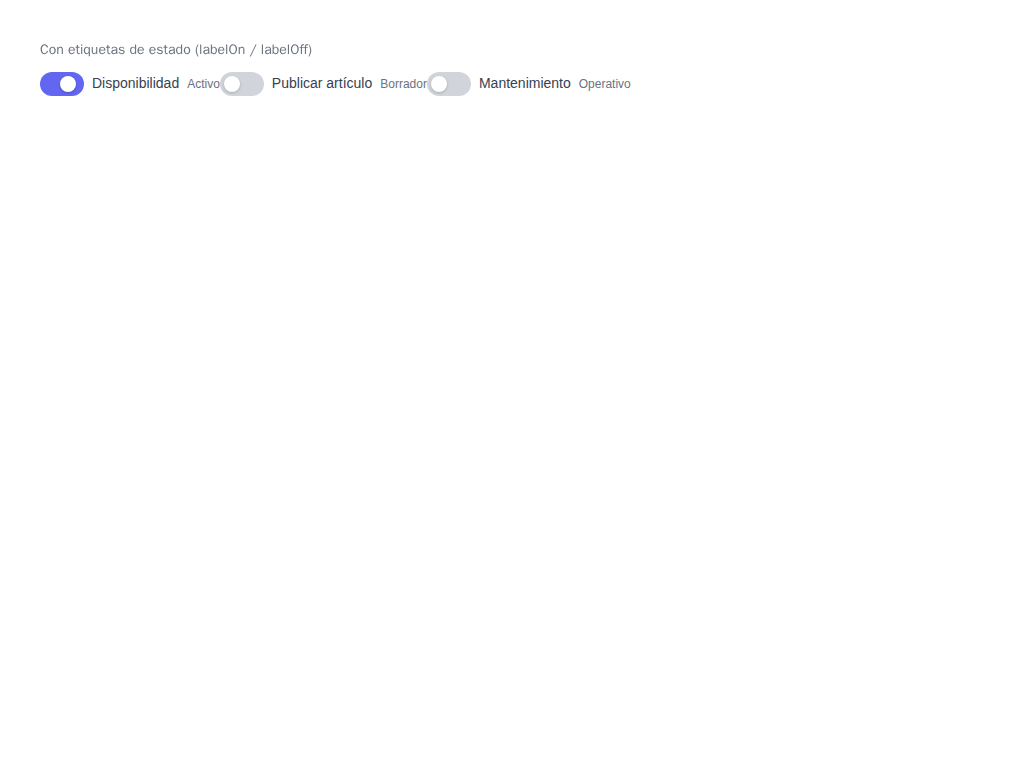 Con etiquetas de estado (labelOn / labelOff)
Disponibilidad Activo Publicar artículo Borrador Mantenimiento Operativo